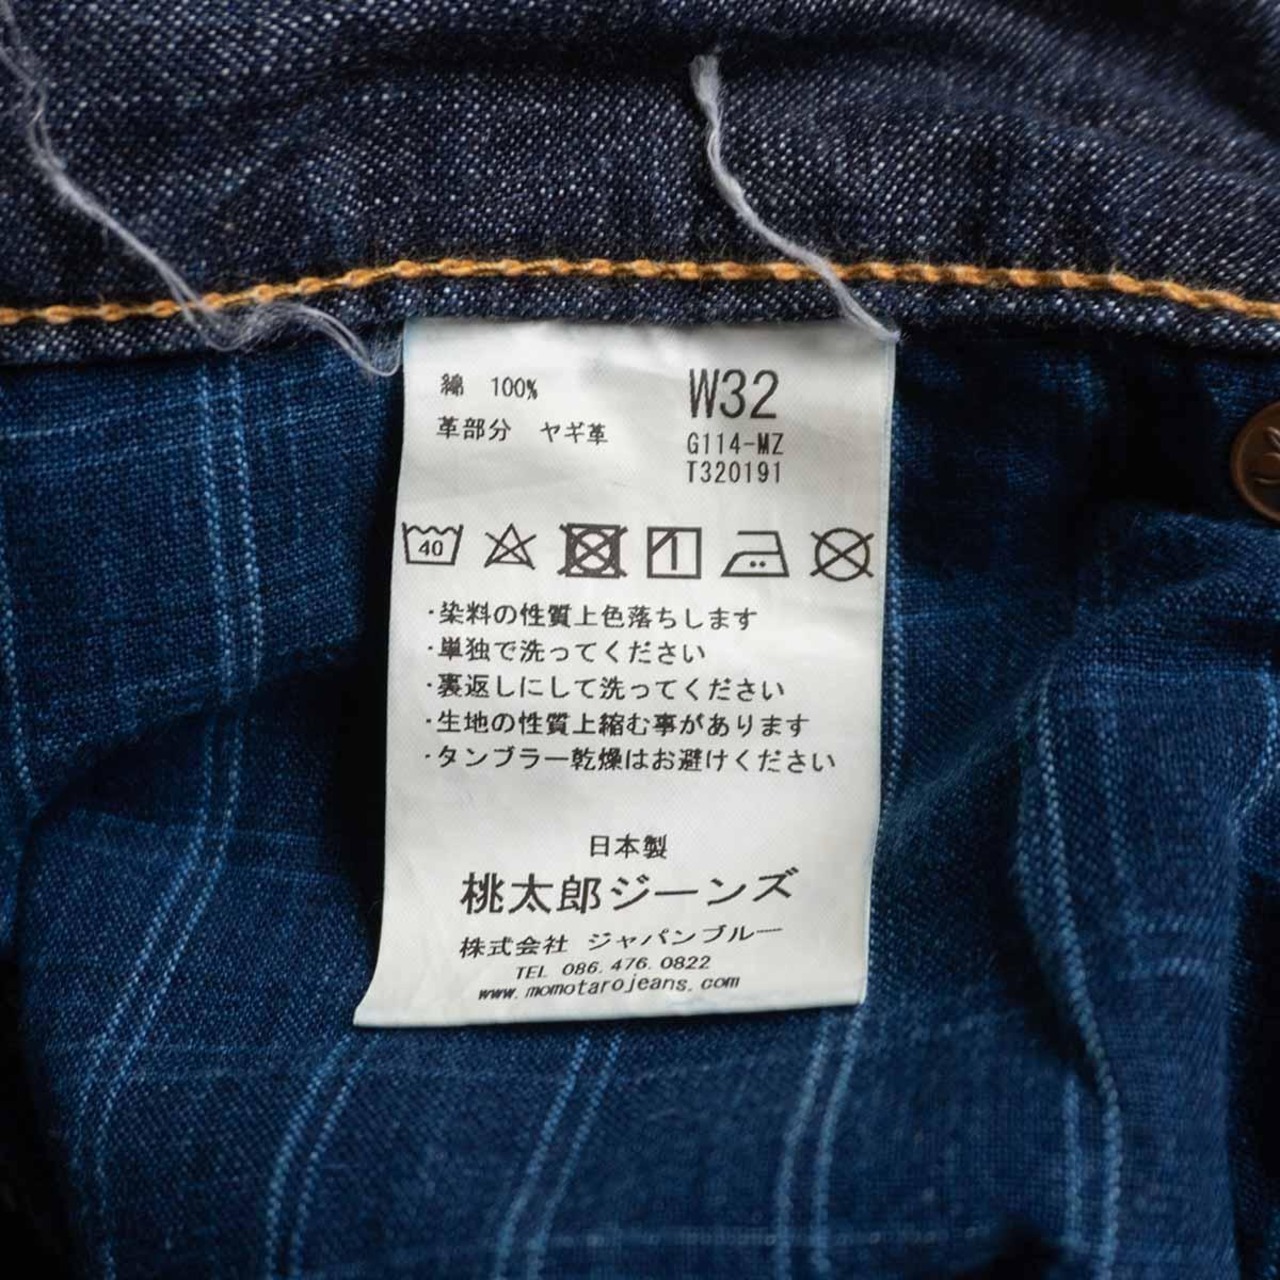 綿 100%
革部分 ヤギ革
W32
G114-MZ
T320191
40
・染料の性質上色落ちします
・単独で洗ってください
・裏返しにして洗ってください
・生地の性質上縮む事があります
・タンブラー乾燥はお避けください
日本製
桃太郎ジーンズ
株式会社 ジャパンブルー
TEL 086.476.0822
www.momotarojeans.com